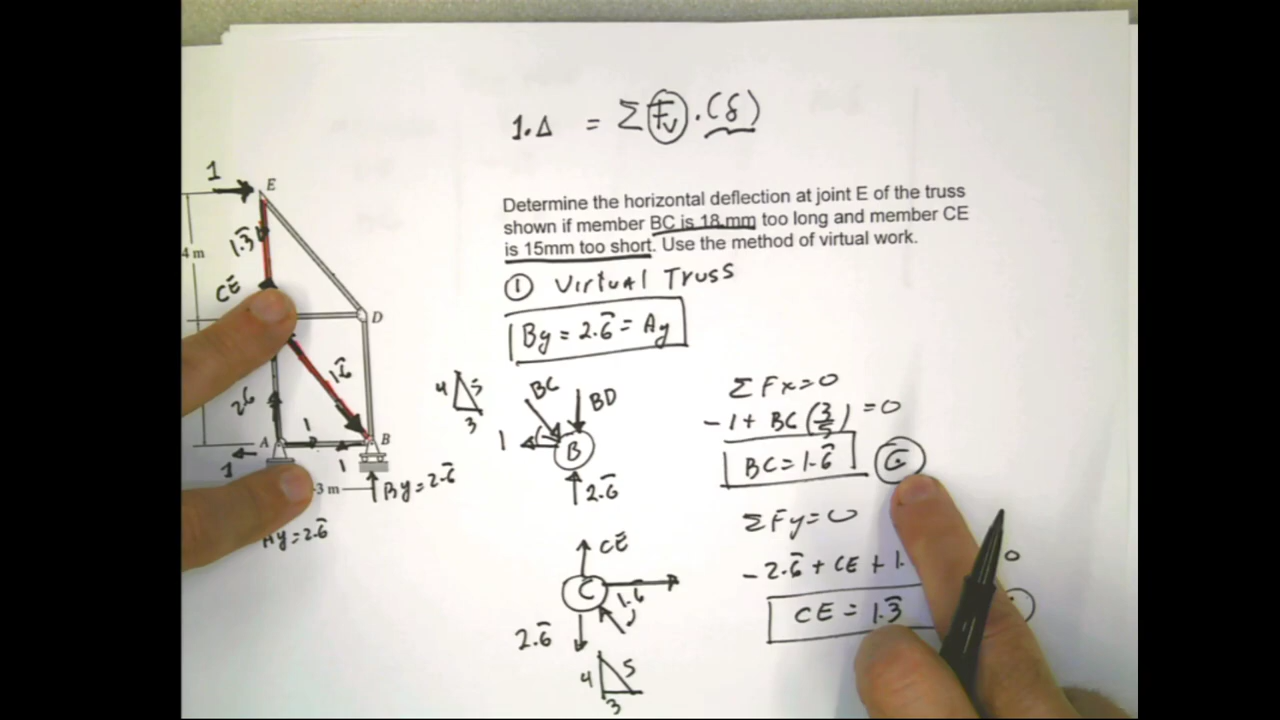 1.Δ = Σ(Fv).(δ)
Determine the horizontal deflection at joint E of the truss
shown if member BC is 18 mm too long and member CE
is 15mm too short. Use the method of virtual work.
① Virtual Truss
By = 2.6̅ = Ay
1
E
4 m
1.3̅
CE
D
1.6̅
2.6̅
A
1
B
1
1
3 m
By = 2.6̅
Ay = 2.6̅
4
5
3
BC
BD
1
B
2.6̅
ΣFx=0
-1 + BC (3/5) = 0
BC = 1.6̅
C
CE
C
1.6̅
2.6̅
4
5
3
ΣFy=0
-2.6̅ + CE + 1.
0
CE = 1.3̅